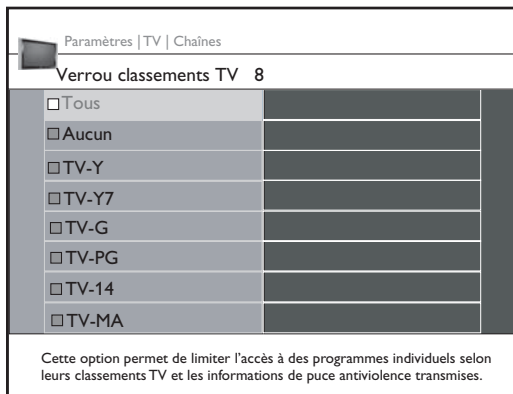 Paramètres | TV | Chaînes
Verrou classements TV 8
Tous
Aucun
TV-Y
TV-Y7
TV-G
TV-PG
TV-14
TV-MA
Cette option permet de limiter l'accès à des programmes individuels selon
leurs classements TV et les informations de puce antiviolence transmises.